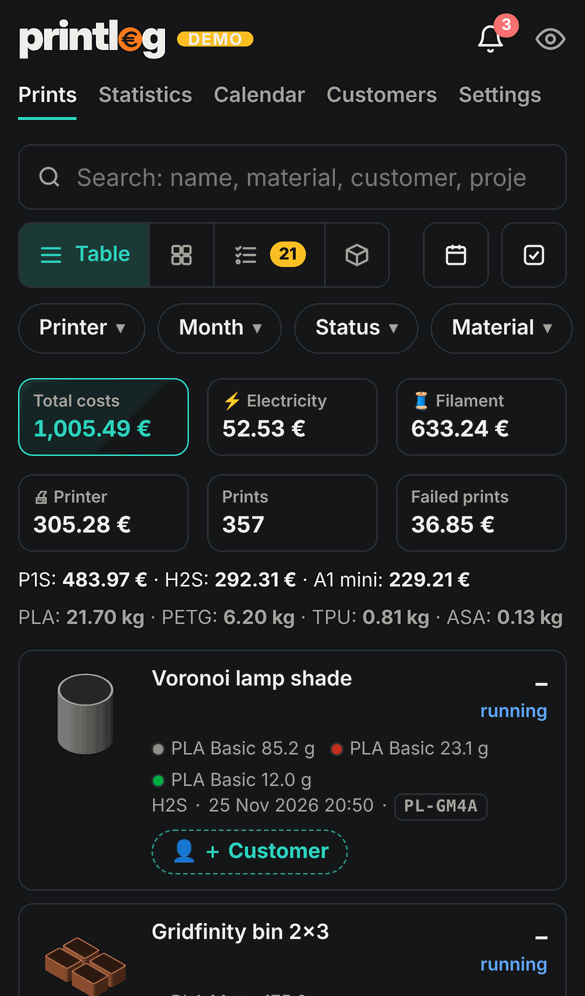 printl€g DEMO 3
Prints Statistics Calendar Customers Settings
Search: name, material, customer, proje
Table 21
Printer ▾ Month ▾ Status ▾ Material ▾
Total costs ⚡ Electricity 🧵 Filament
1,005.49 € 52.53 € 633.24 €
🖨 Printer Prints Failed prints
305.28 € 357 36.85 €
P1S: 483.97 € · H2S: 292.31 € · A1 mini: 229.21 €
PLA: 21.70 kg · PETG: 6.20 kg · TPU: 0.81 kg · ASA: 0.13 kg
Voronoi lamp shade –
running
PLA Basic 85.2 g PLA Basic 23.1 g
PLA Basic 12.0 g
H2S · 25 Nov 2026 20:50 · PL-GM4A
👤 + Customer
Gridfinity bin 2×3 –
running